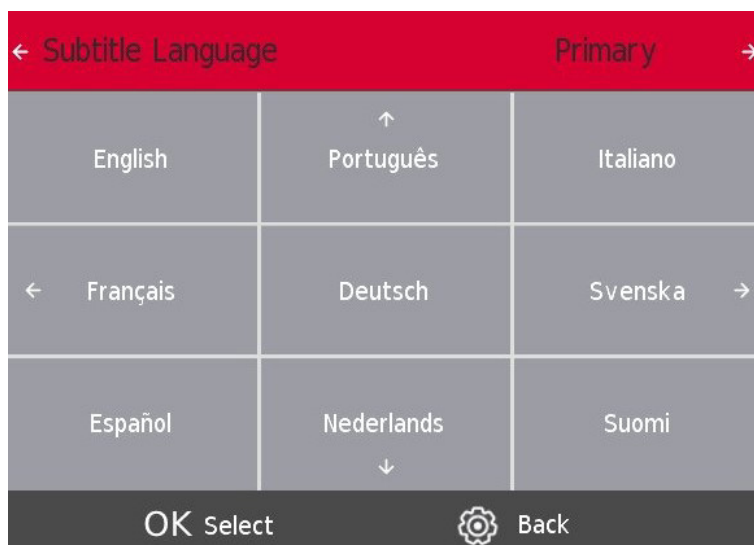 Subtitle Language Primary
English Português Italiano
Français Deutsch Svenska
Español Nederlands Suomi
OK Select Back